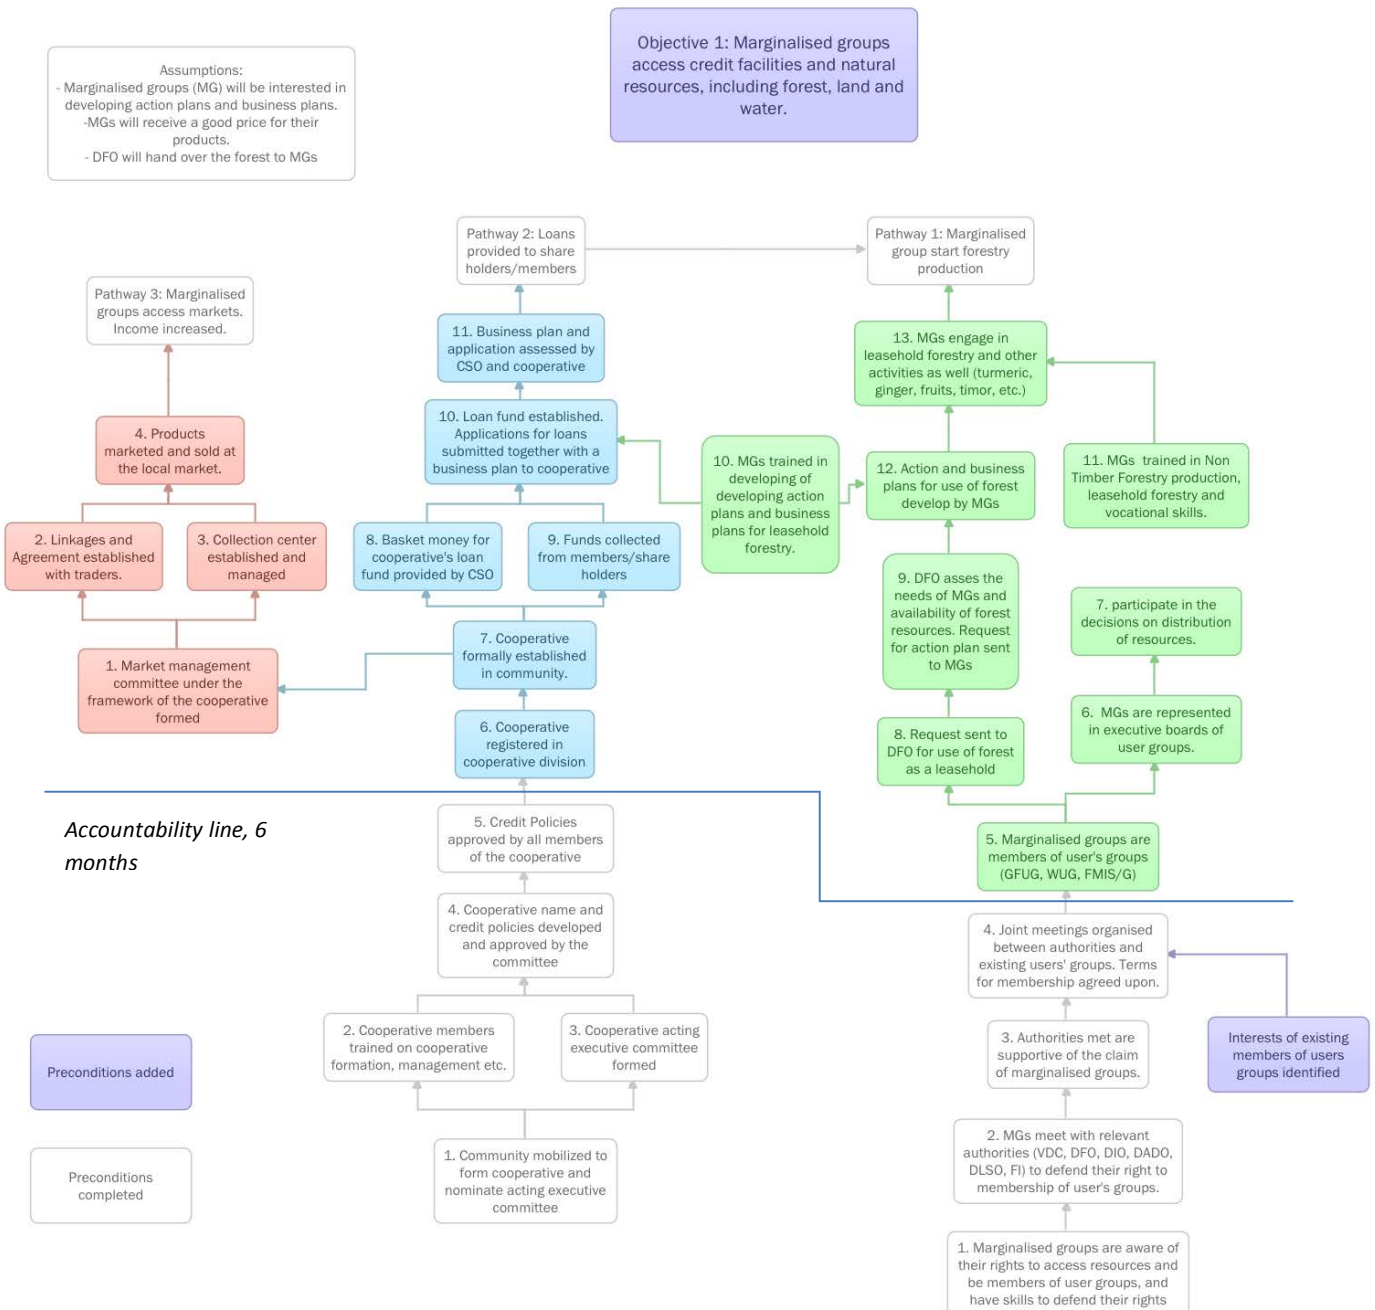 Objective 1: Marginalised groups
access credit facilities and natural
resources, including forest, land and
water.
Assumptions:
- Marginalised groups (MG) will be interested in
developing action plans and business plans.
-MGs will receive a good price for their
products.
- DFO will hand over the forest to MGs
Pathway 2: Loans
provided to share
holders/members
Pathway 1: Marginalised
group start forestry
production
Pathway 3: Marginalised
groups access markets.
Income increased.
11. Business plan and
application assessed by
CSO and cooperative
13. MGs engage in
leasehold forestry and other
activities as well (turmeric,
ginger, fruits, timor, etc.)
10. Loan fund established.
Applications for loans
submitted together with a
business plan to cooperative
4. Products
marketed and sold at
the local market.
10. MGs trained in
developing of
developing action
plans and business
plans for leasehold
forestry.
12. Action and business
plans for use of forest
develop by MGs
11. MGs  trained in Non
Timber Forestry production,
leasehold forestry and
vocational skills.
2. Linkages and
Agreement established
with traders.
3. Collection center
established and
managed
8. Basket money for
cooperative's loan
fund provided by CSO
9. Funds collected
from members/share
holders
9. DFO asses the
needs of MGs and
availability of forest
resources. Request
for action plan sent
to MGs
7. participate in the
decisions on distribution
of resources.
1. Market management
committee under the
framework of the cooperative
formed
7. Cooperative
formally established
in community.
6. Cooperative
registered in
cooperative division
8. Request sent to
DFO for use of forest
as a leasehold
6.  MGs are represented
in executive boards of
user groups.
Accountability line, 6
months
5. Credit Policies
approved by all members
of the cooperative
5. Marginalised groups are
members of user's groups
(GFUG, WUG, FMIS/G)
4. Cooperative name and
credit policies developed
and approved by the
committee
4. Joint meetings organised
between authorities and
existing users' groups. Terms
for membership agreed upon.
2. Cooperative members
trained on cooperative
formation, management etc.
3. Cooperative acting
executive committee
formed
3. Authorities met are
supportive of the claim
of marginalised groups.
Interests of existing
members of users
groups identified
Preconditions added
1. Community mobilized to
form cooperative and
nominate acting executive
committee
2. MGs meet with relevant
authorities (VDC, DFO, DIO, DADO,
DLSO, FI) to defend their right to
membership of user's groups.
Preconditions
completed
1. Marginalised groups are aware of
their rights to access resources and
be members of user groups, and
have skills to defend their rights